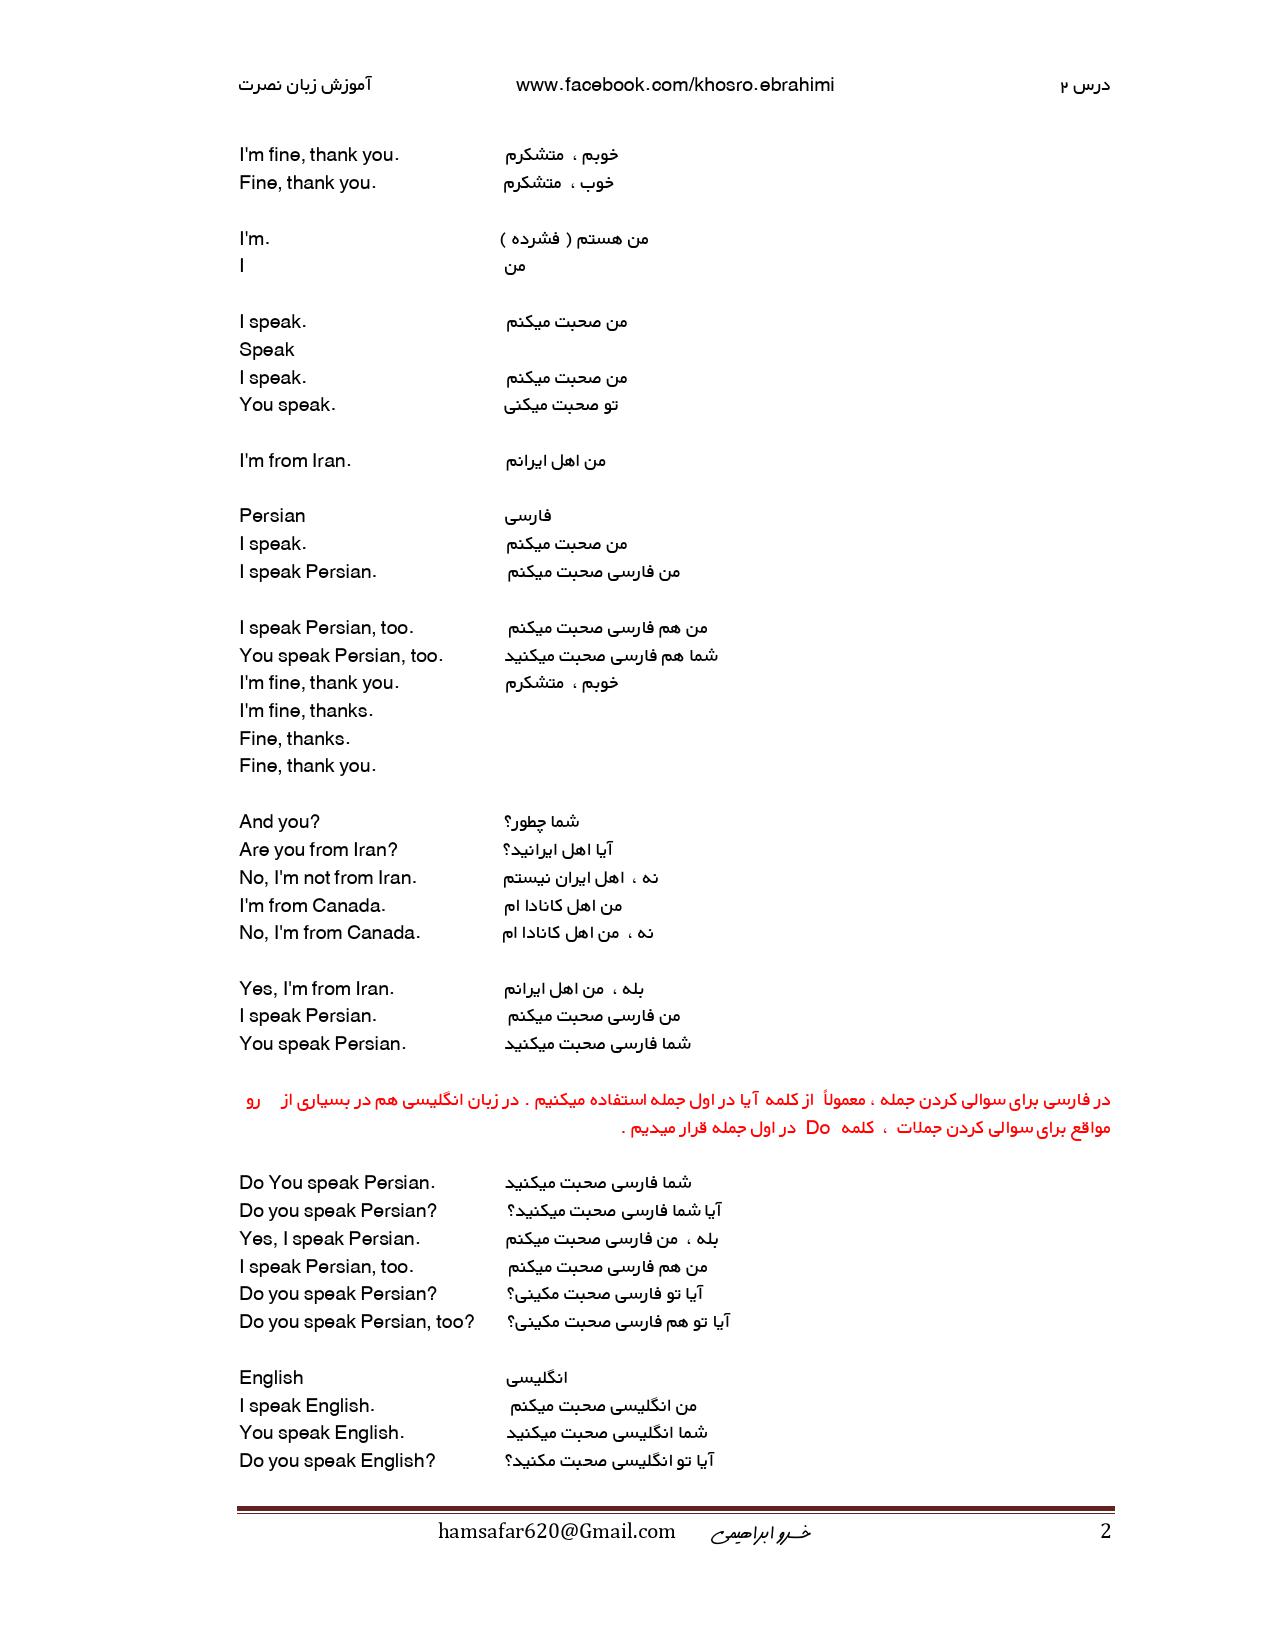 آموزش زبان نصرت www.facebook.com/khosro.ebrahimi درس ۲
I'm fine, thank you. خوبم ، متشکرم
Fine, thank you. خوب ، متشکرم
I'm. من هستم ( فشرده )
I من
I speak. من صحبت میکنم
Speak
I speak. من صحبت میکنم
You speak. تو صحبت میکنی
I'm from Iran. من اهل ایرانم
Persian فارسی
I speak. من صحبت میکنم
I speak Persian. من فارسی صحبت میکنم
I speak Persian, too. من هم فارسی صحبت میکنم
You speak Persian, too. شما هم فارسی صحبت میکنید
I'm fine, thank you. خوبم ، متشکرم
I'm fine, thanks.
Fine, thanks.
Fine, thank you.
And you? شما چطور؟
Are you from Iran? آیا اهل ایرانید؟
No, I'm not from Iran. نه ، اهل ایران نیستم
I'm from Canada. من اهل کانادا ام
No, I'm from Canada. نه ، من اهل کانادا ام
Yes, I'm from Iran. بله ، من اهل ایرانم
I speak Persian. من فارسی صحبت میکنم
You speak Persian. شما فارسی صحبت میکنید
در فارسی برای سوالی کردن جمله ، معمولاً از کلمه آیا در اول جمله استفاده میکنیم . در زبان انگلیسی هم در بسیاری از رو
مواقع برای سوالی کردن جملات ، کلمه Do در اول جمله قرار میدیم .
Do You speak Persian. شما فارسی صحبت میکنید
Do you speak Persian? آیا شما فارسی صحبت میکنید؟
Yes, I speak Persian. بله ، من فارسی صحبت میکنم
I speak Persian, too. من هم فارسی صحبت میکنم
Do you speak Persian? آیا تو فارسی صحبت مکینی؟
Do you speak Persian, too? آیا تو هم فارسی صحبت مکینی؟
English انگلیسی
I speak English. من انگلیسی صحبت میکنم
You speak English. شما انگلیسی صحبت میکنید
Do you speak English? آیا تو انگلیسی صحبت مکنید؟
hamsafar620@Gmail.com خسرو ابراهیمی 2